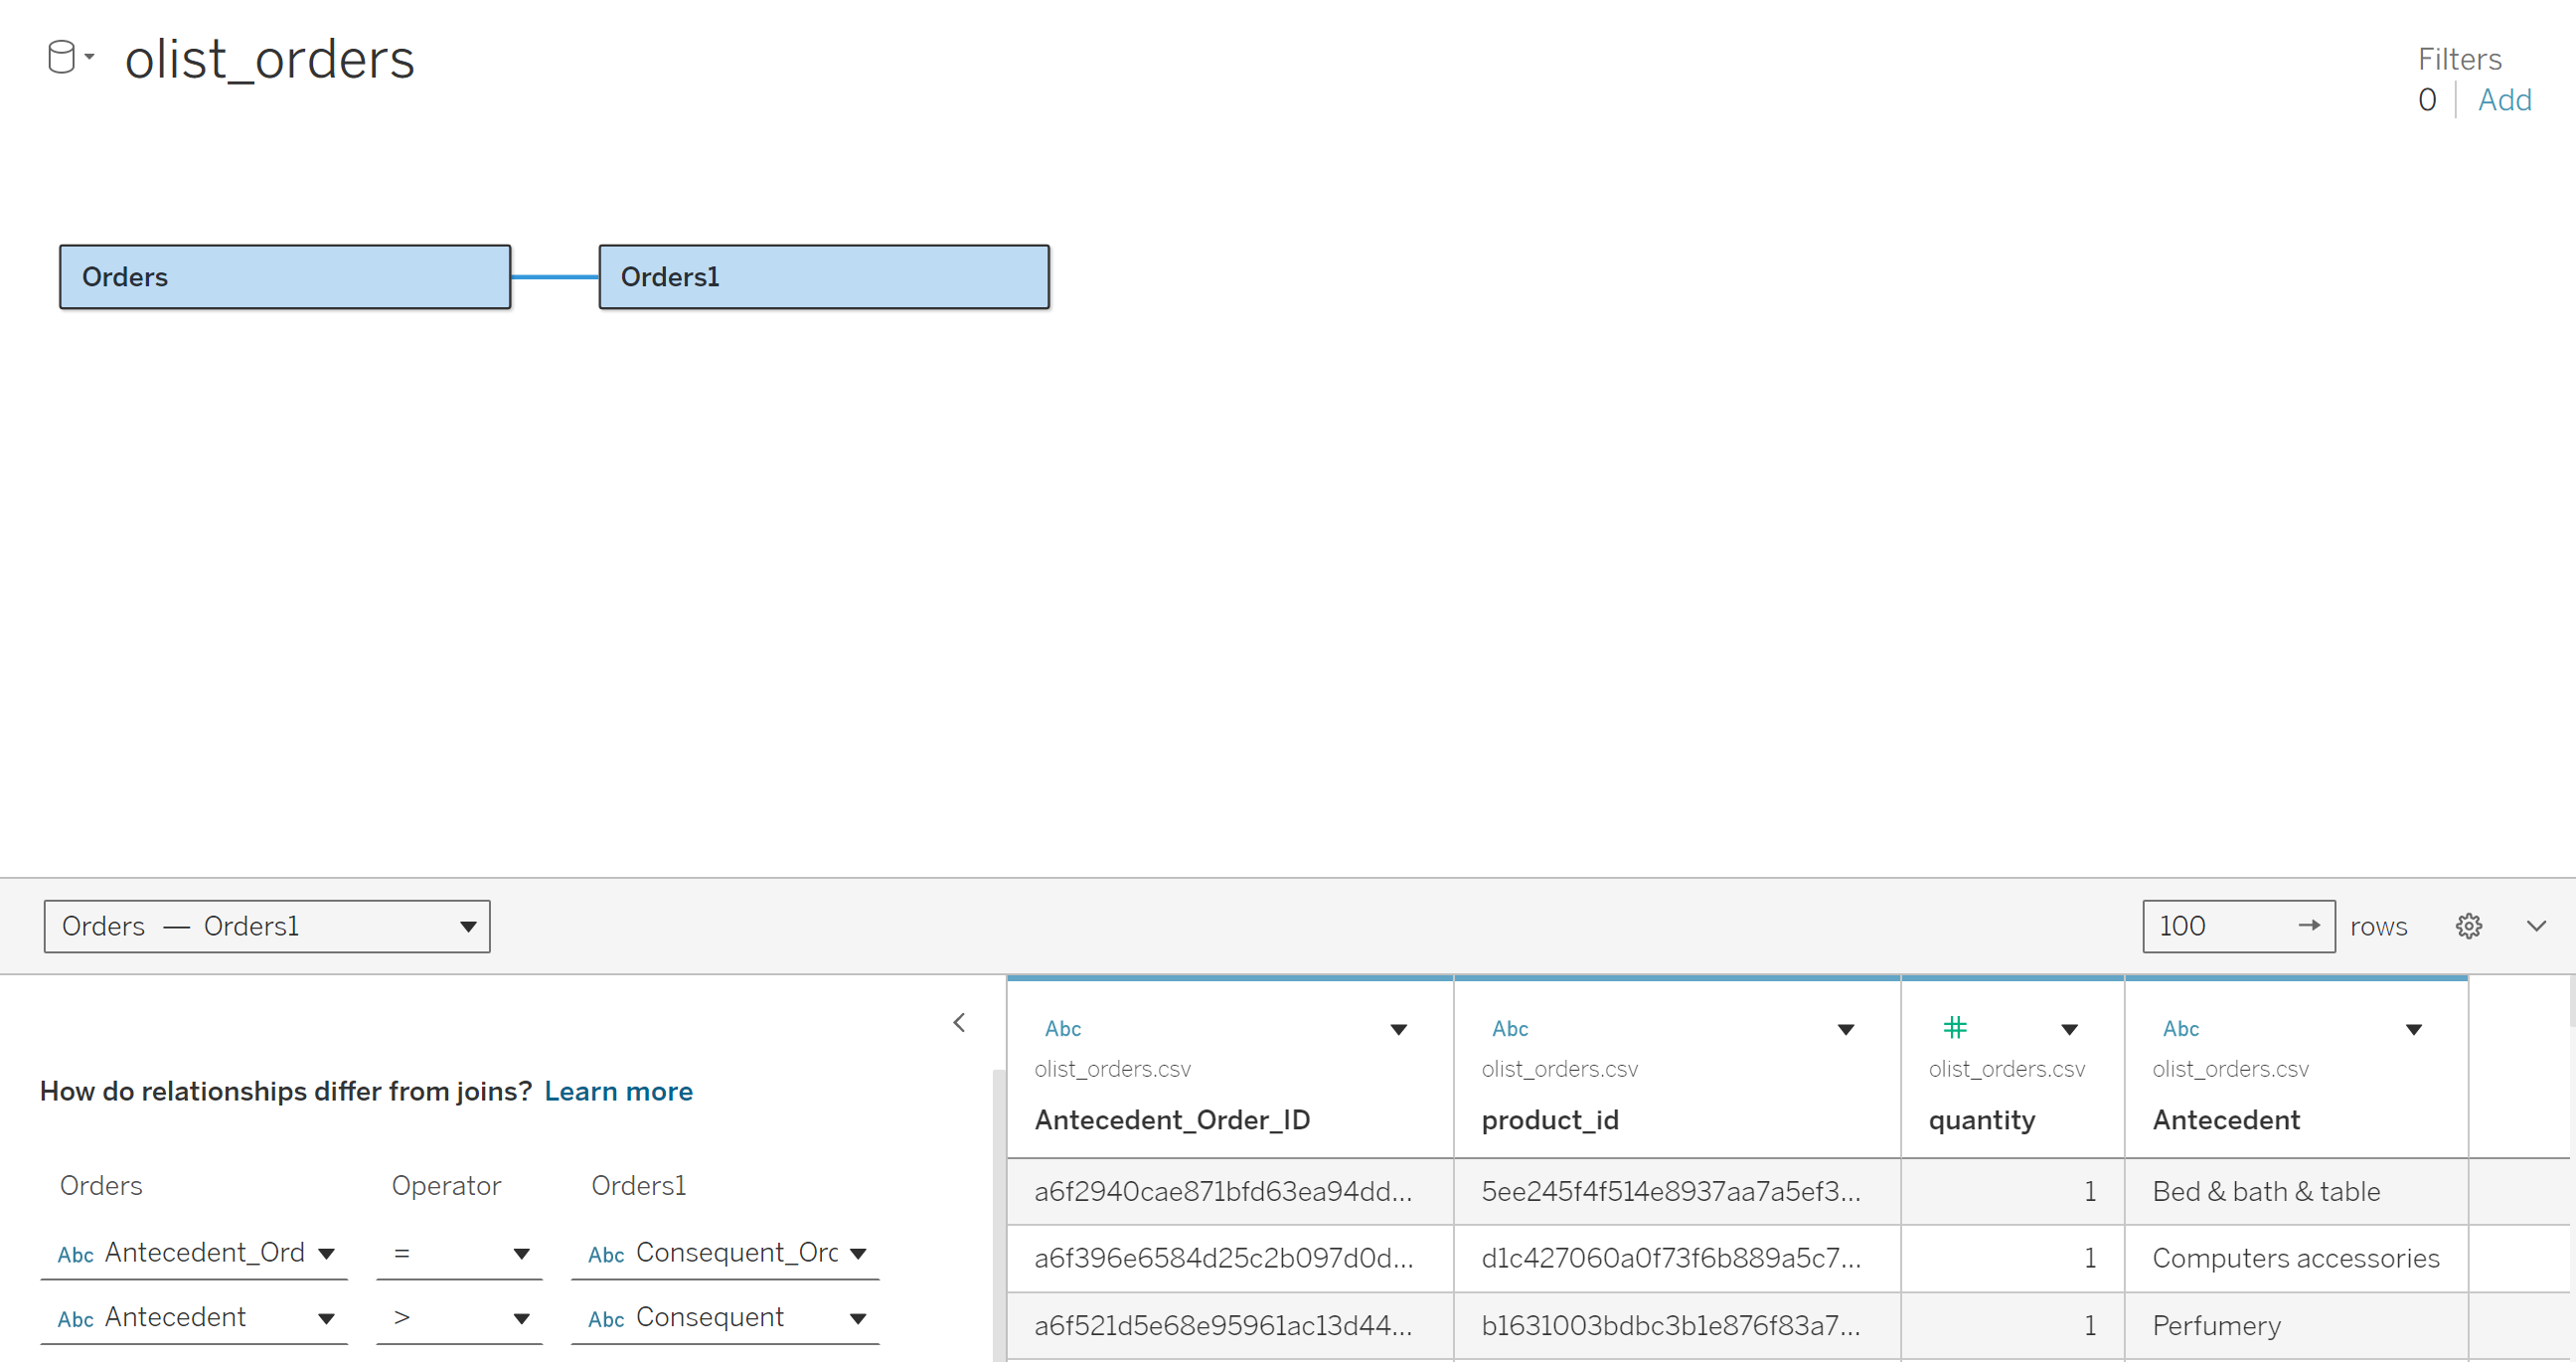 olist_orders
Filters
0 Add
Orders Orders1
Orders — Orders1
100 → rows
Abc Abc # Abc
olist_orders.csv olist_orders.csv olist_orders.csv olist_orders.csv
Antecedent_Order_ID product_id quantity Antecedent
a6f2940cae871bfd63ea94dd... 5ee245f4f514e8937aa7a5ef3... 1 Bed & bath & table
a6f396e6584d25c2b097d0d... d1c427060a0f73f6b889a5c7... 1 Computers accessories
a6f521d5e68e95961ac13d44... b1631003bdbc3b1e876f83a7... 1 Perfumery
How do relationships differ from joins? Learn more
Orders Operator Orders1
Abc Antecedent_Ord = Abc Consequent_Orc
Abc Antecedent > Abc Consequent